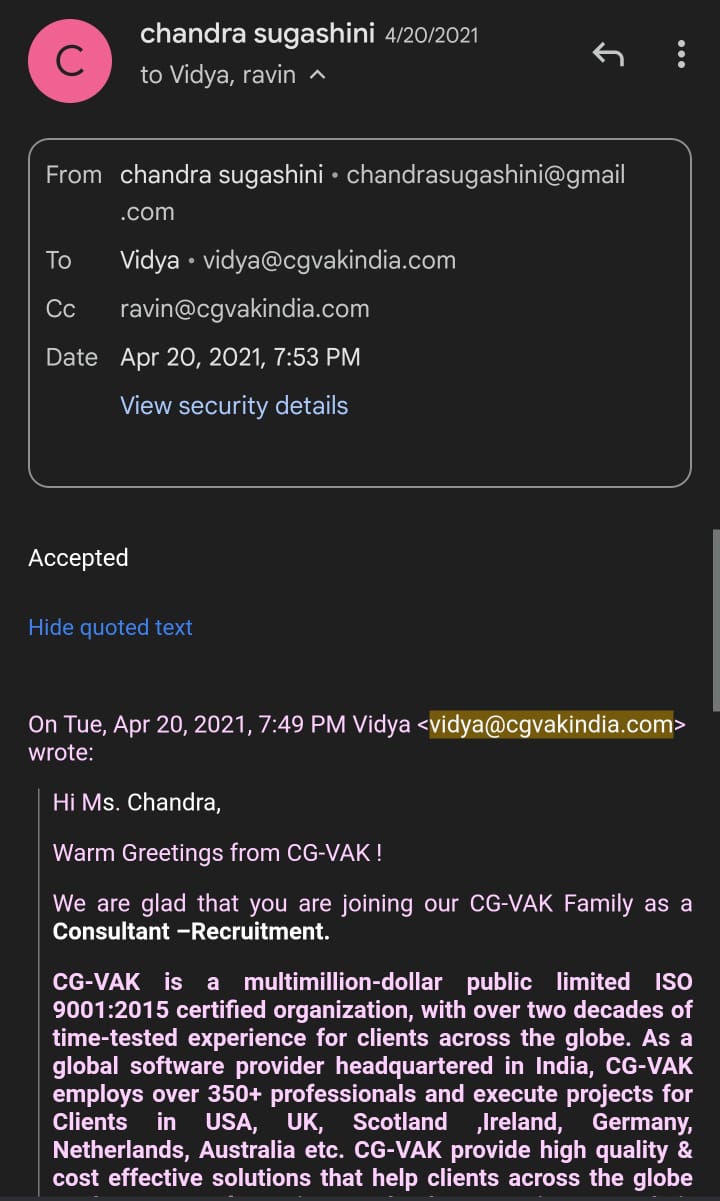 C
chandra sugashini 4/20/2021
to Vidya, ravin
From chandra sugashini • chandrasugashini@gmail
.com
To Vidya • vidya@cgvakindia.com
Cc ravin@cgvakindia.com
Date Apr 20, 2021, 7:53 PM
View security details
Accepted
Hide quoted text
On Tue, Apr 20, 2021, 7:49 PM Vidya <vidya@cgvakindia.com>
wrote:
Hi Ms. Chandra,
Warm Greetings from CG-VAK !
We are glad that you are joining our CG-VAK Family as a
Consultant –Recruitment.
CG-VAK is a multimillion-dollar public limited ISO
9001:2015 certified organization, with over two decades of
time-tested experience for clients across the globe. As a
global software provider headquartered in India, CG-VAK
employs over 350+ professionals and execute projects for
Clients in USA, UK, Scotland ,Ireland, Germany,
Netherlands, Australia etc. CG-VAK provide high quality &
cost effective solutions that help clients across the globe